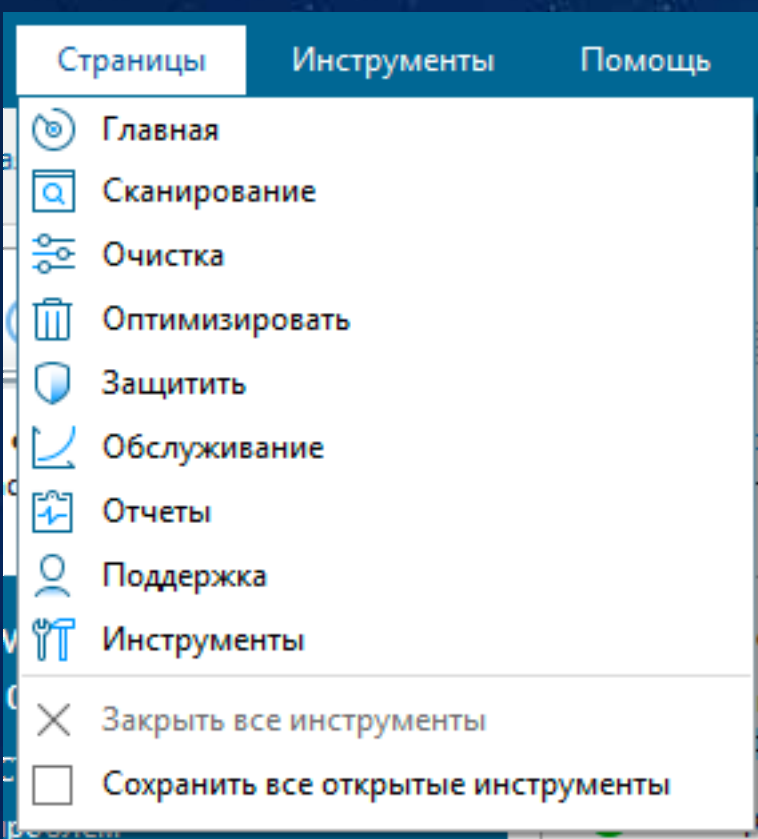 Страницы Инструменты Помощь
Главная
Сканирование
Очистка
Оптимизировать
Защитить
Обслуживание
Отчеты
Поддержка
Инструменты
Закрыть все инструменты
Сохранить все открытые инструменты